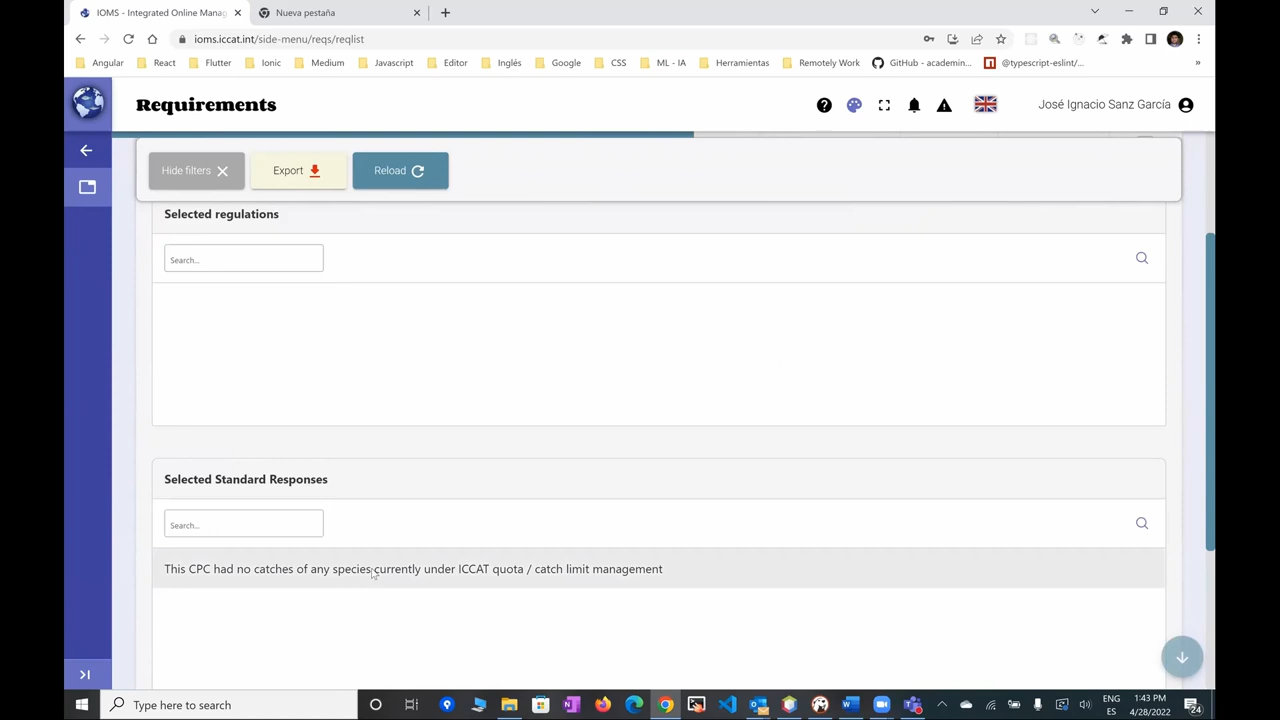 IOMS - Integrated Online Manag
Nueva pestaña
ioms.iccat.int/side-menu/reqs/reqlist
Angular
React
Flutter
Ionic
Medium
Javascript
Editor
Inglés
Google
CSS
ML - IA
Herramientas
Remotely Work
GitHub - academin...
@typescript-eslint/...
»
Requirements
José Ignacio Sanz García
Hide filters
Export
Reload
Selected regulations
Search...
Selected Standard Responses
Search...
This CPC had no catches of any species currently under ICCAT quota / catch limit management
Type here to search
ENG
ES
1:43 PM
4/28/2022
24